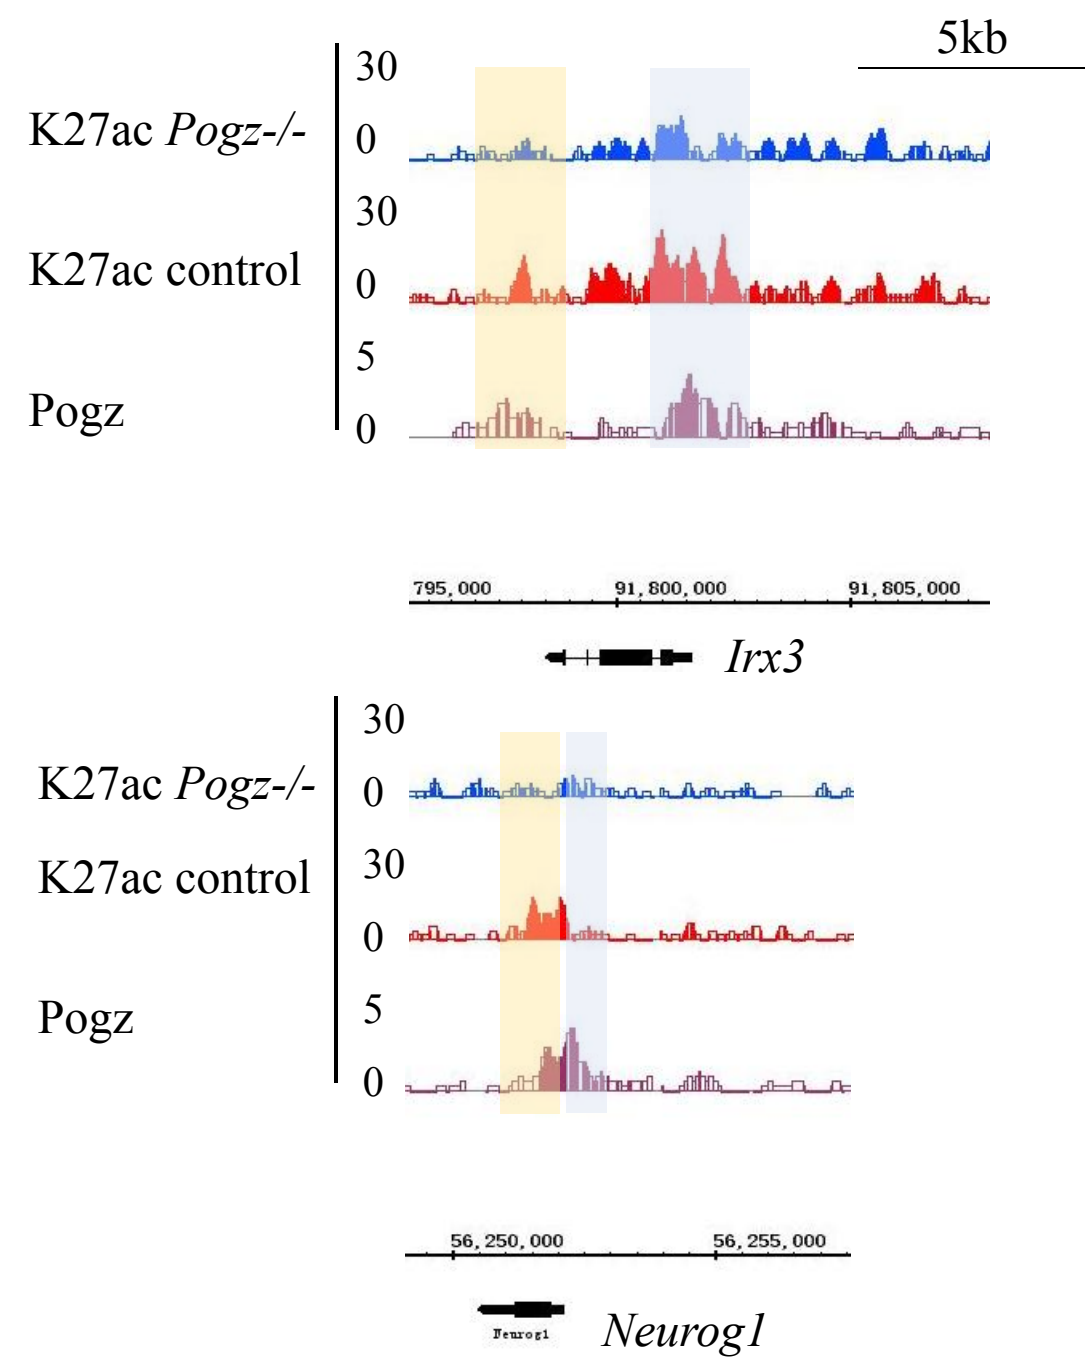 5kb
30
K27ac Pogz-/-
0
30
K27ac control
0
5
Pogz
0
795,000 91,800,000 91,805,000
Irx3
30
K27ac Pogz-/-
0
30
K27ac control
0
5
Pogz
0
56,250,000 56,255,000
Neurog1
Neurog1